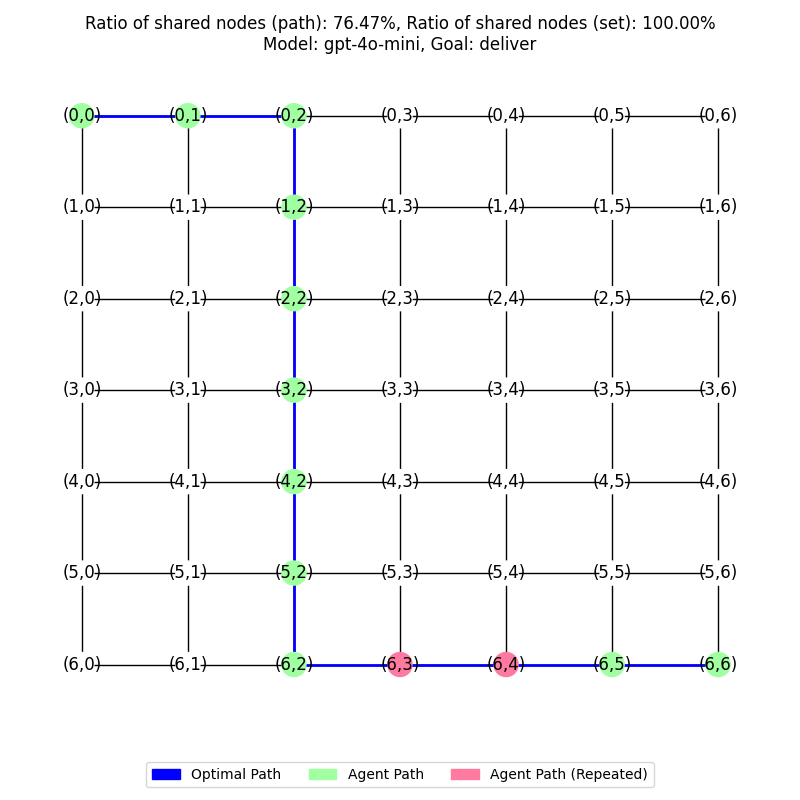 Ratio of shared nodes (path): 76.47%, Ratio of shared nodes (set): 100.00%
Model: gpt-4o-mini, Goal: deliver
(0,0) (0,1) (0,2) (0,3) (0,4) (0,5) (0,6)
(1,0) (1,1) (1,2) (1,3) (1,4) (1,5) (1,6)
(2,0) (2,1) (2,2) (2,3) (2,4) (2,5) (2,6)
(3,0) (3,1) (3,2) (3,3) (3,4) (3,5) (3,6)
(4,0) (4,1) (4,2) (4,3) (4,4) (4,5) (4,6)
(5,0) (5,1) (5,2) (5,3) (5,4) (5,5) (5,6)
(6,0) (6,1) (6,2) (6,3) (6,4) (6,5) (6,6)
Optimal Path Agent Path Agent Path (Repeated)